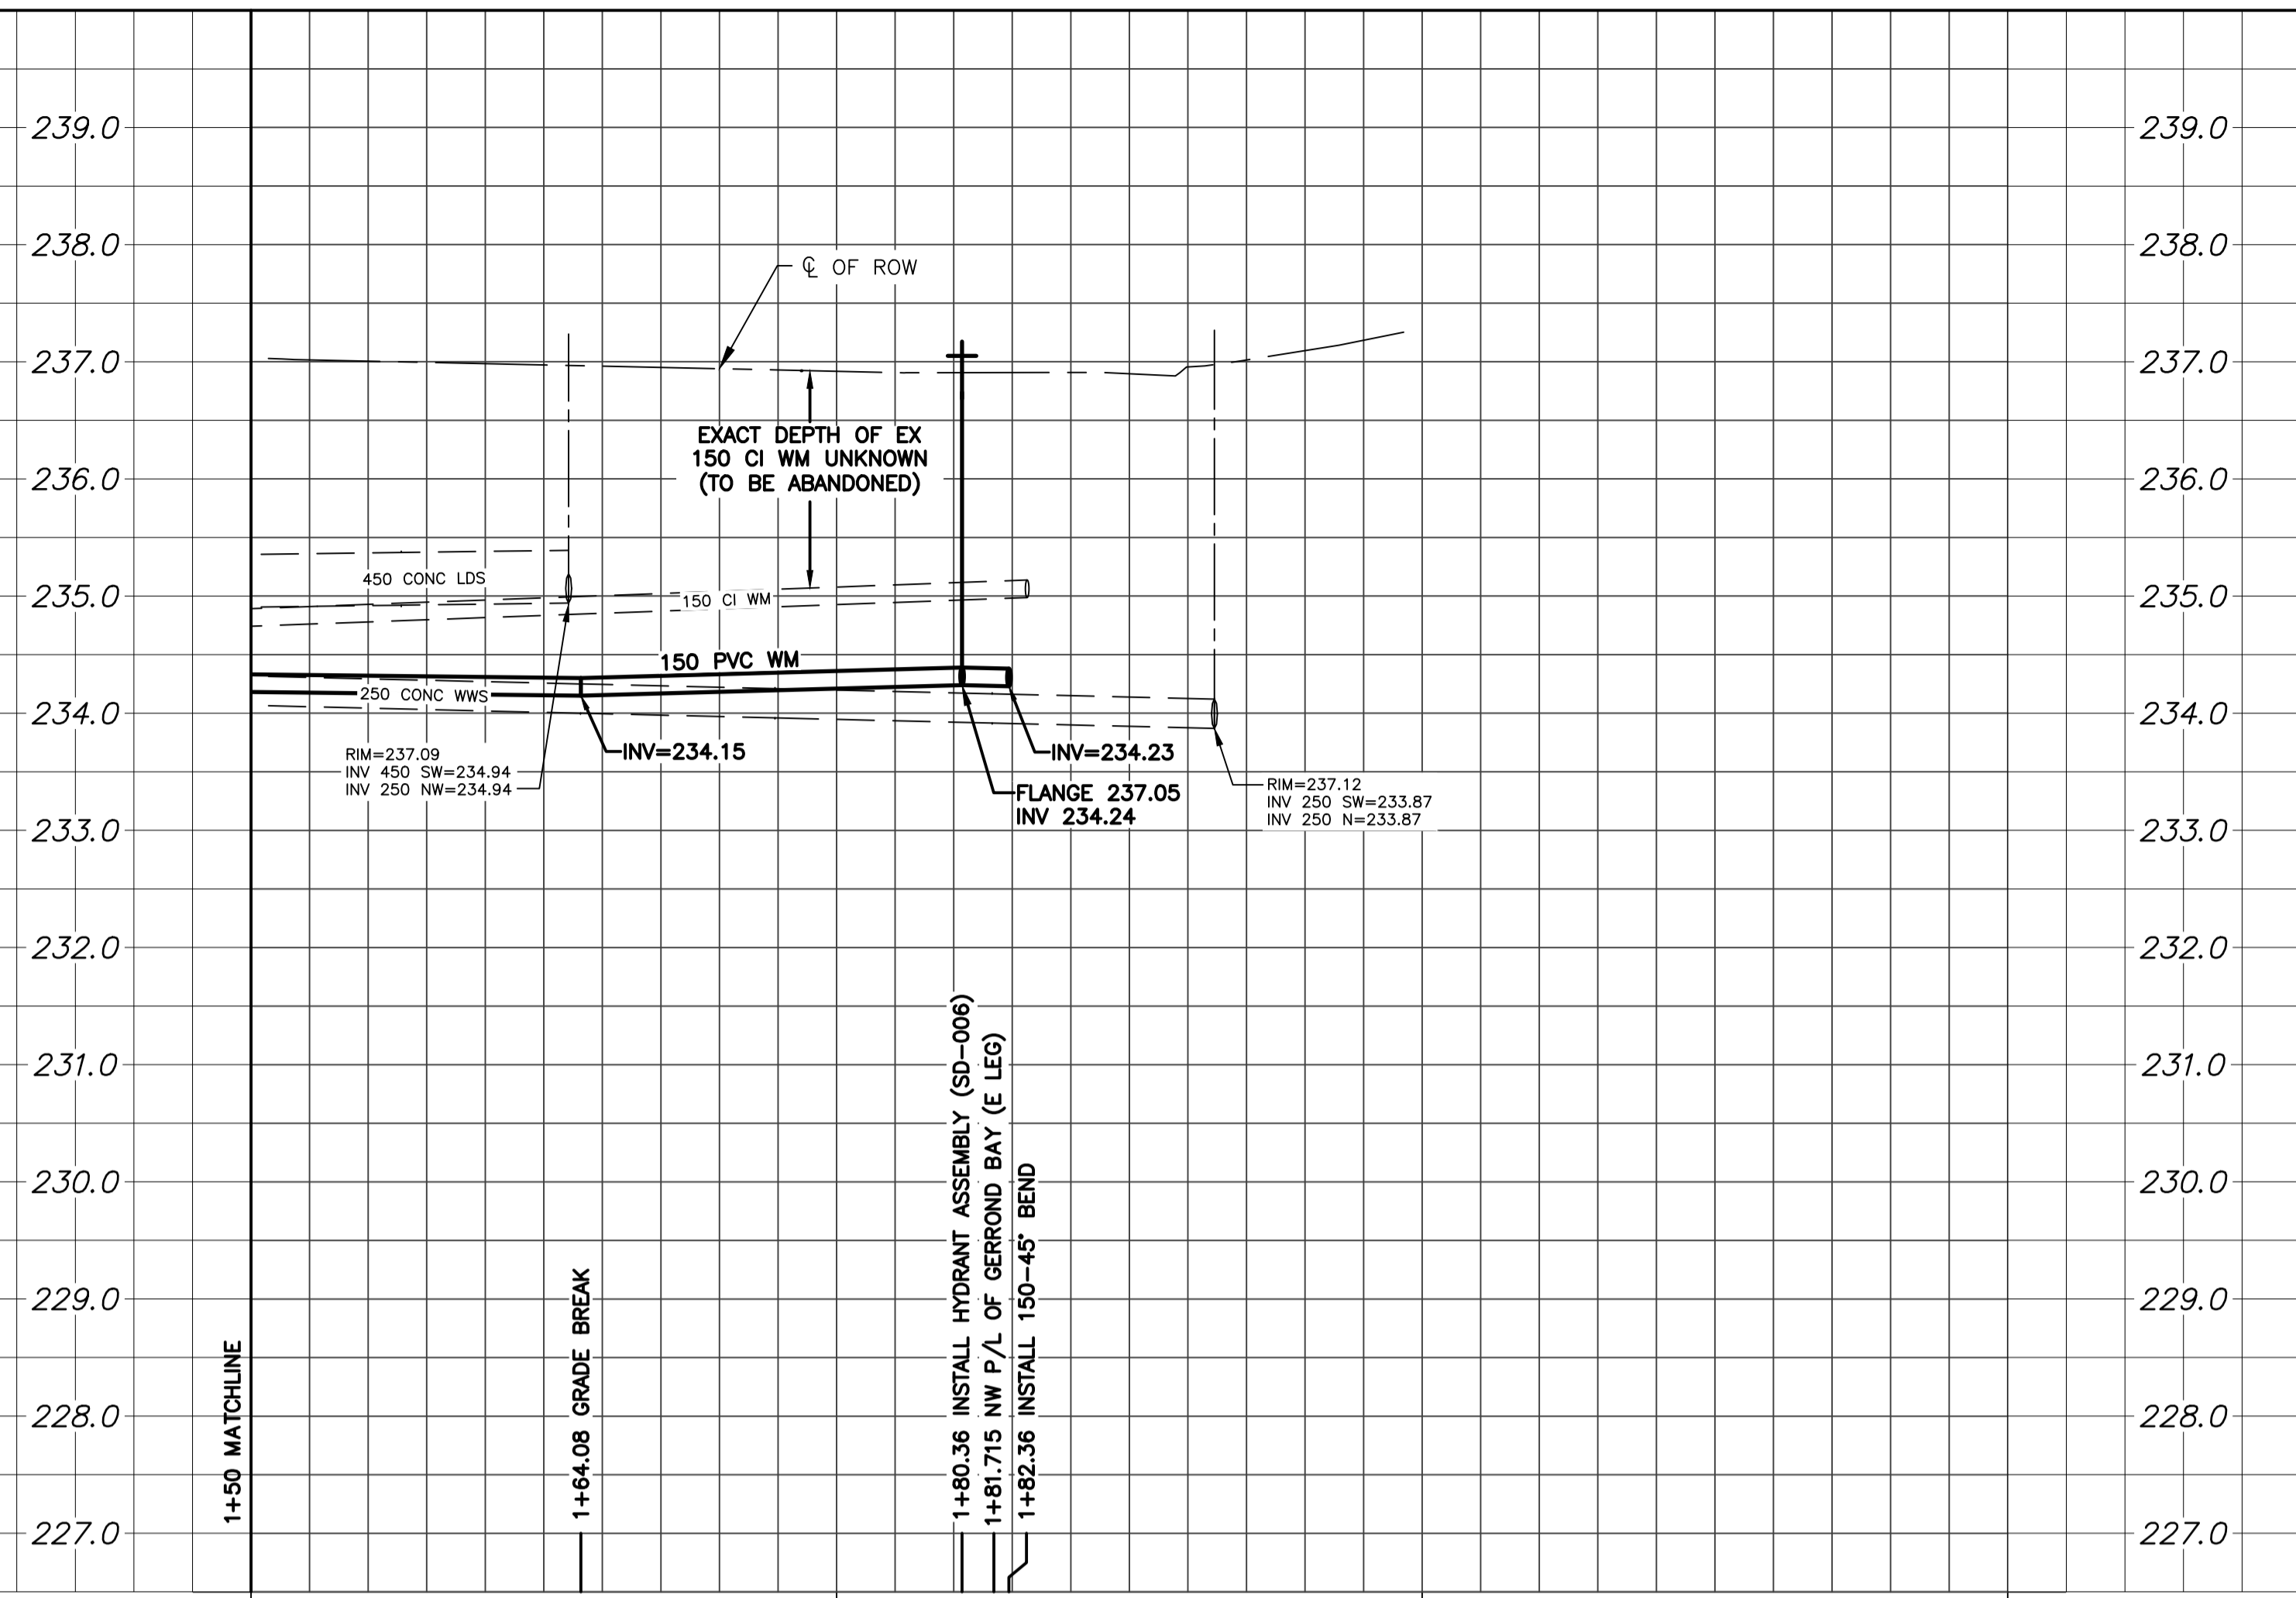 239.0
239.0
238.0
238.0
℄ OF ROW
237.0
237.0
EXACT DEPTH OF EX
150 CI WM UNKNOWN
(TO BE ABANDONED)
236.0
236.0
450 CONC LDS
235.0
150 CI WM
235.0
150 PVC WM
250 CONC WWS
234.0
234.0
RIM=237.09
INV 450 SW=234.94
INV 250 NW=234.94
INV=234.15
INV=234.23
FLANGE 237.05
INV 234.24
RIM=237.12
INV 250 SW=233.87
INV 250 N=233.87
233.0
233.0
232.0
232.0
231.0
231.0
230.0
230.0
229.0
229.0
228.0
228.0
227.0
227.0
1+50 MATCHLINE
1+64.08 GRADE BREAK
1+80.36 INSTALL HYDRANT ASSEMBLY (SD-006)
1+81.715 NW P/L OF GERROND BAY (E LEG)
1+82.36 INSTALL 150-45° BEND